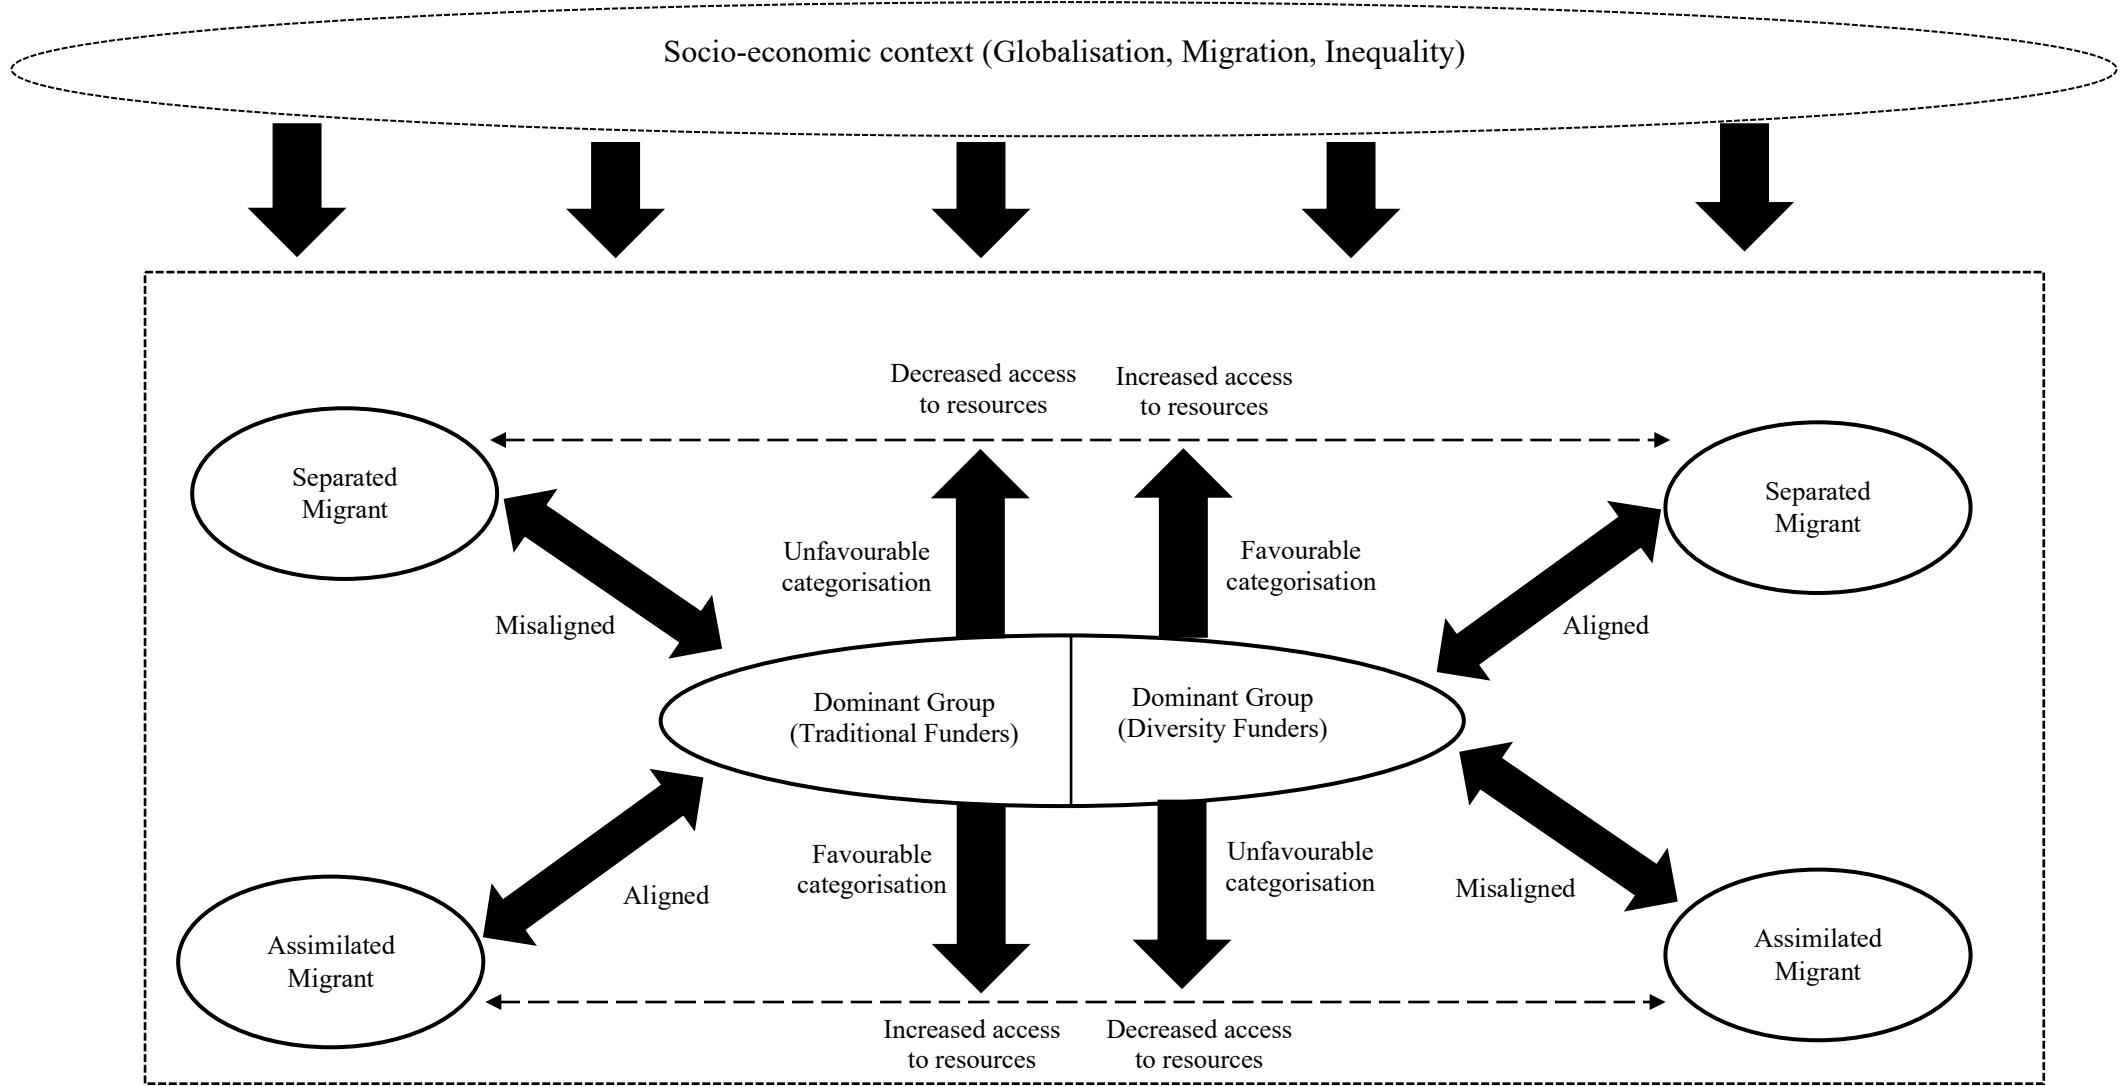 Socio-economic context (Globalisation, Migration, Inequality)
Decreased access
to resources
Increased access
to resources
Separated
Migrant
Separated
Migrant
Unfavourable
categorisation
Favourable
categorisation
Misaligned
Aligned
Dominant Group
(Traditional Funders)
Dominant Group
(Diversity Funders)
Favourable
categorisation
Unfavourable
categorisation
Aligned
Misaligned
Assimilated
Migrant
Assimilated
Migrant
Increased access
to resources
Decreased access
to resources